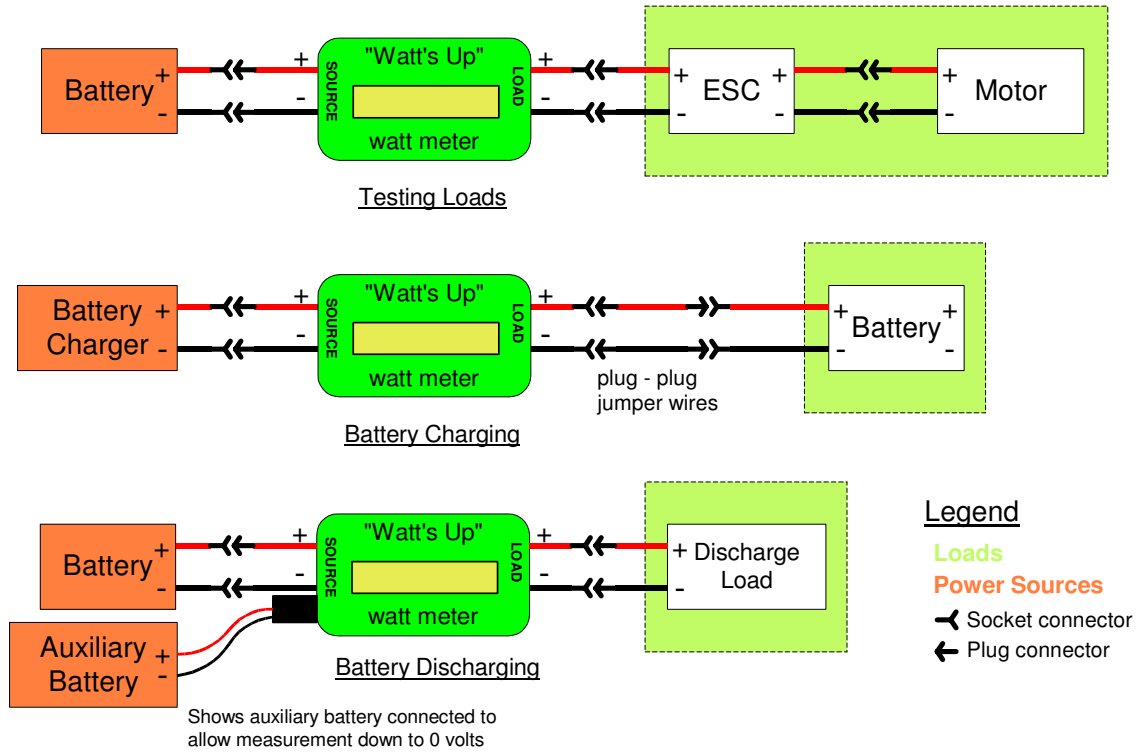 "Watt's Up"
SOURCE
LOAD
watt meter
Battery
+
-
+
-
+
-
ESC
+
-
+
-
Motor
+
-
Testing Loads
"Watt's Up"
SOURCE
LOAD
watt meter
Battery
Charger
+
-
+
-
+
-
Battery
+
-
+
-
plug - plug
jumper wires
Battery Charging
"Watt's Up"
SOURCE
LOAD
watt meter
Battery
+
-
+
-
+
-
Discharge
Load
+
-
Auxiliary
Battery
+
-
Battery Discharging
Shows auxiliary battery connected to
allow measurement down to 0 volts
Legend
Loads
Power Sources
Socket connector
Plug connector